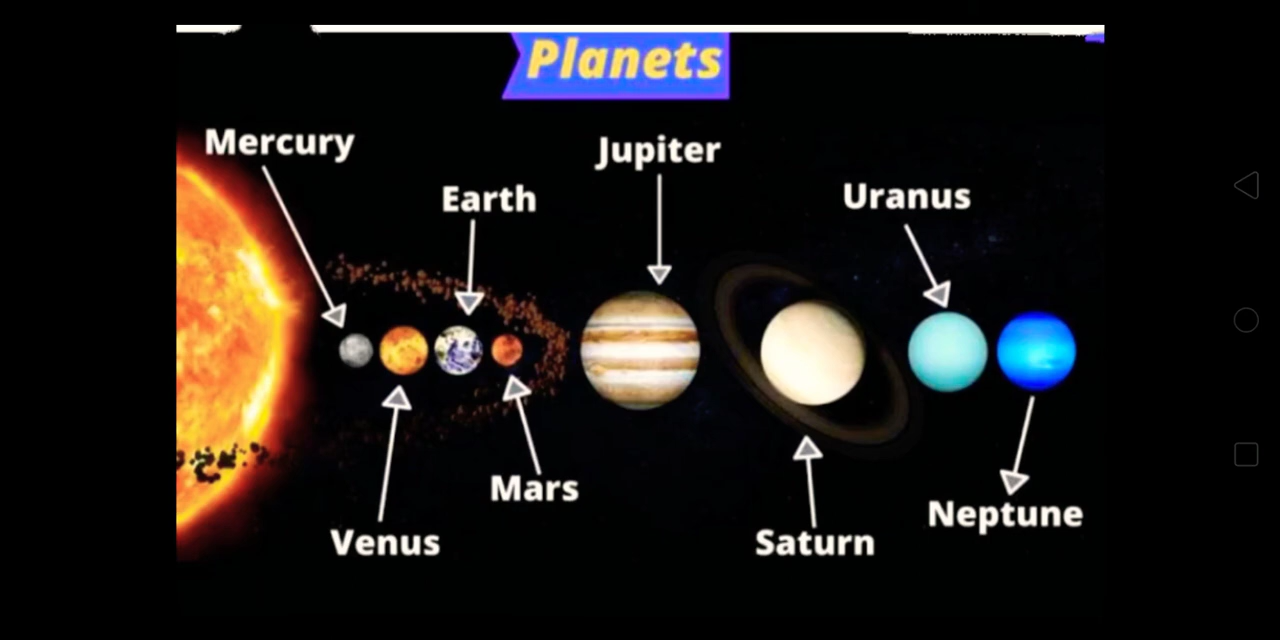 Planets
Mercury
Jupiter
Earth
Uranus
Mars
Neptune
Venus
Saturn